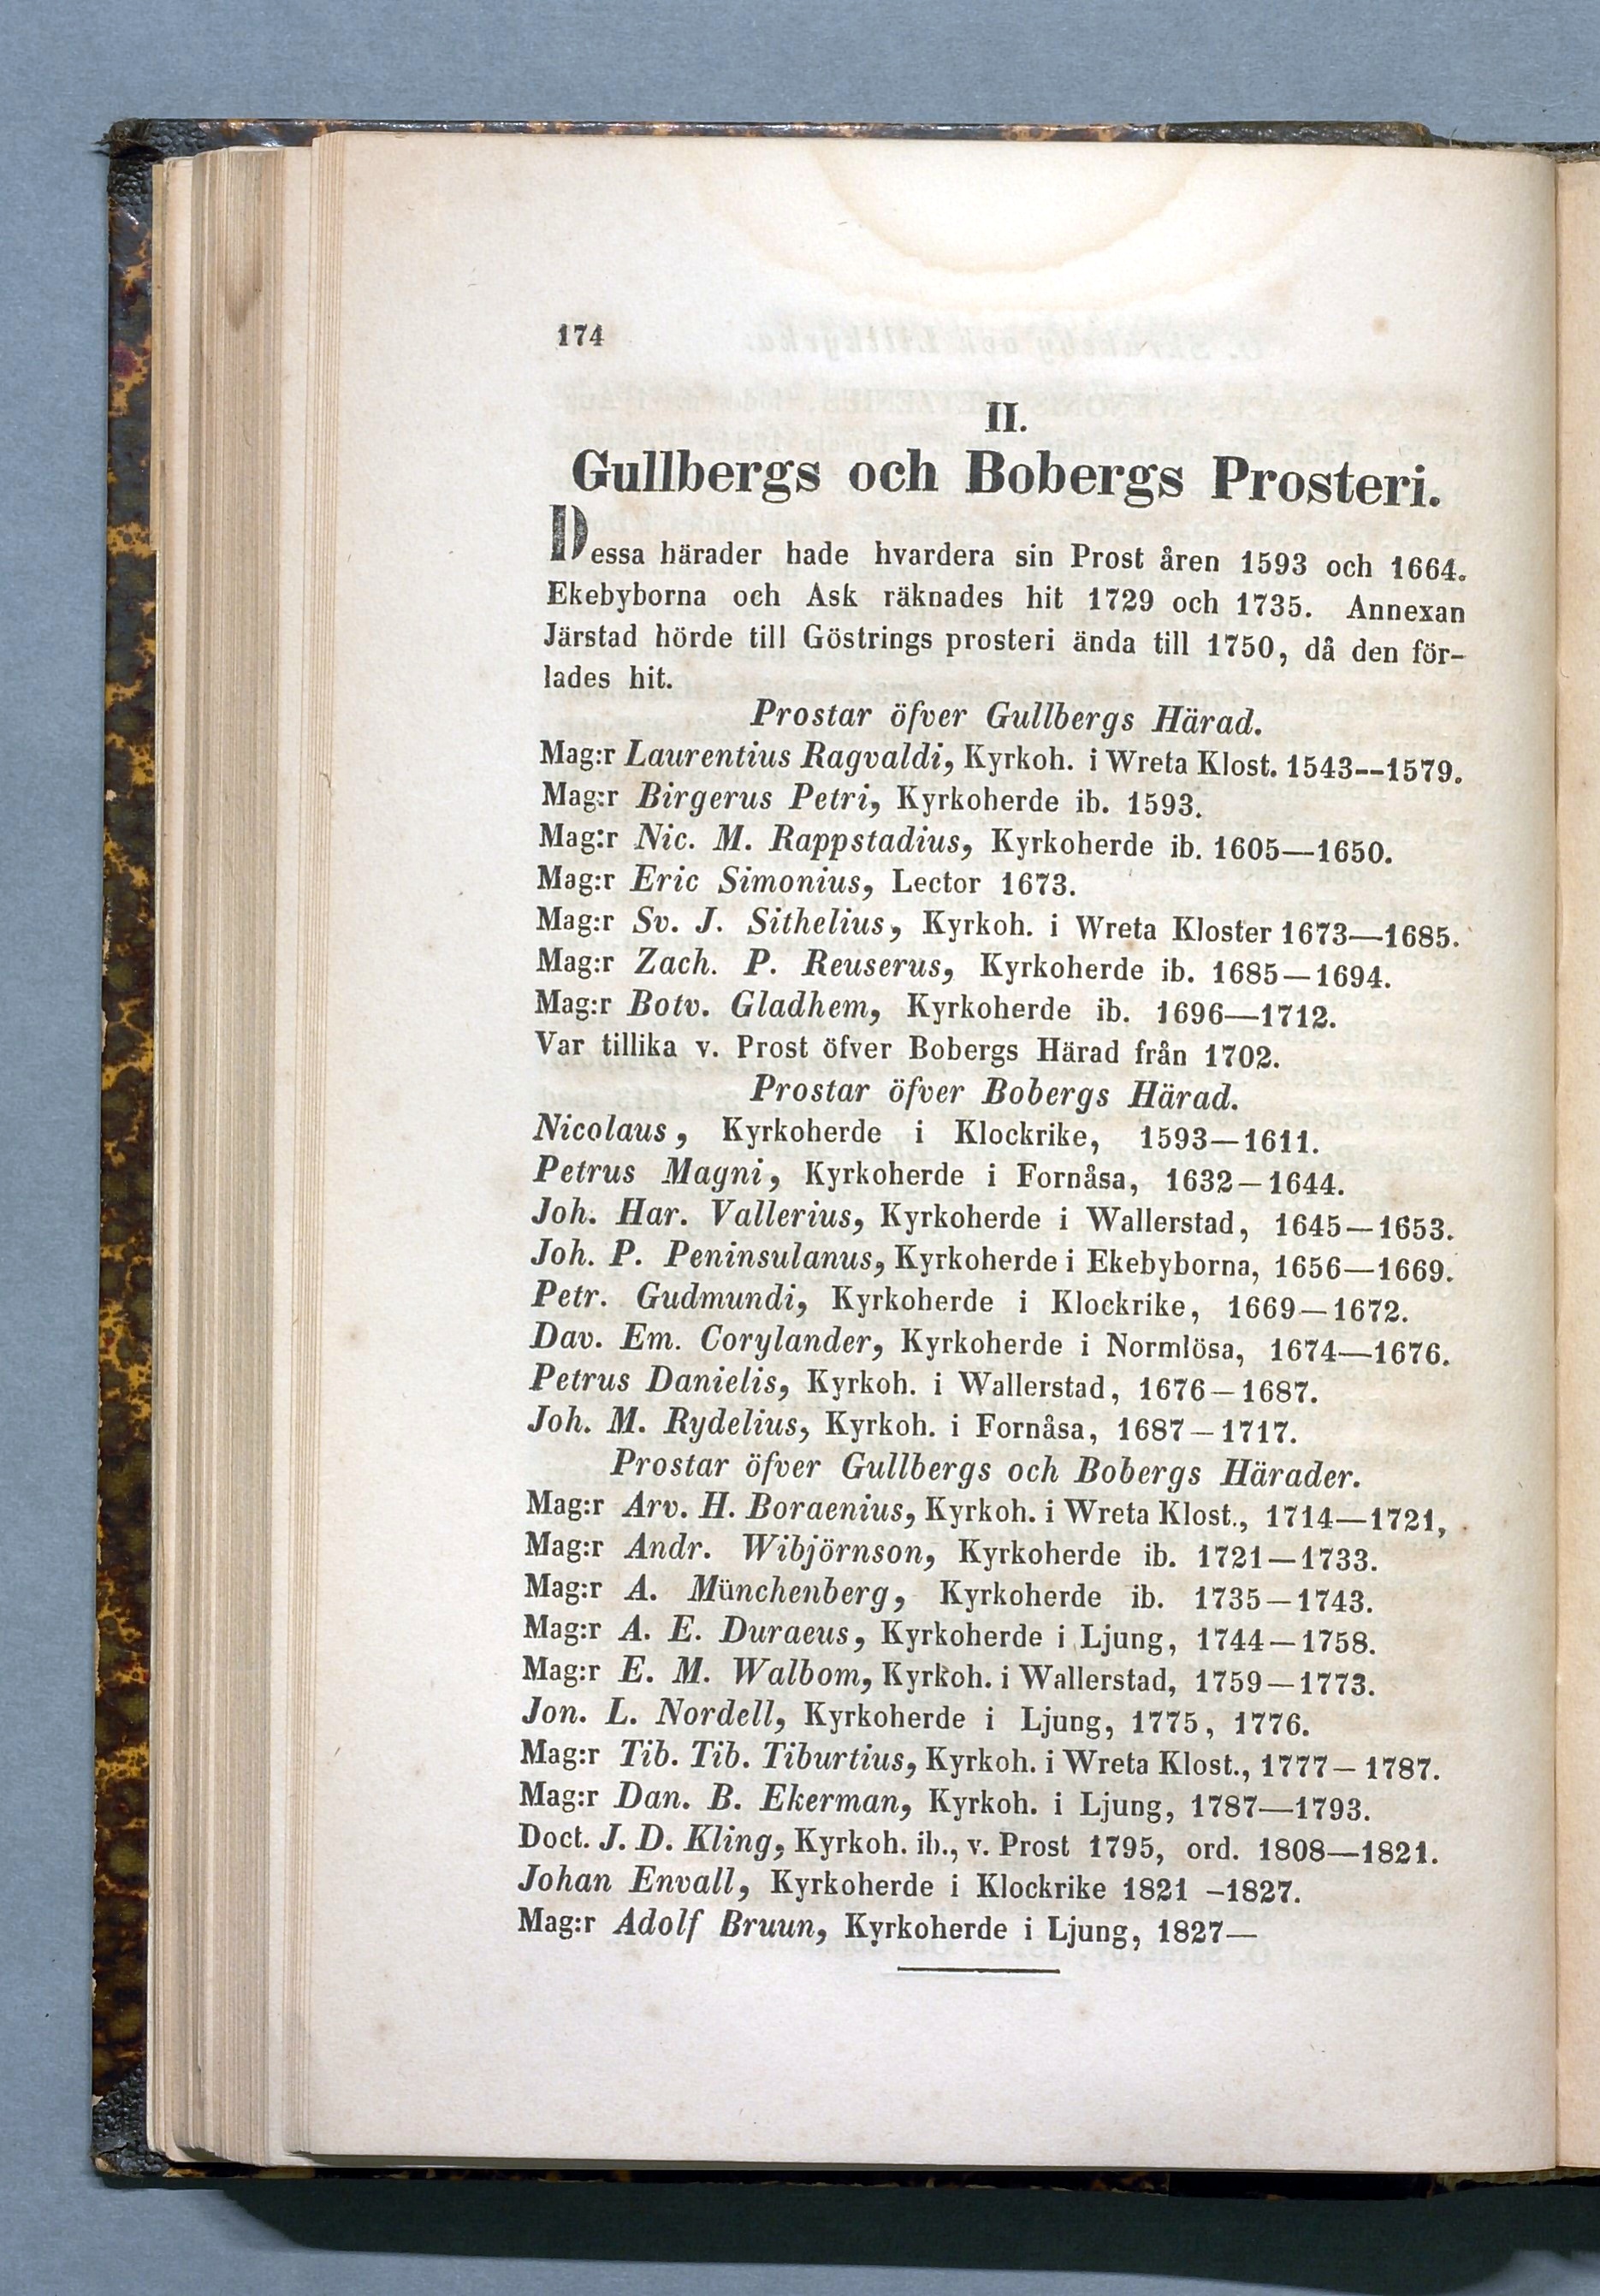 174
II.
Gullbergs och Bobergs Prosteri.
Dessa härader hade hvardera sin Prost åren 1593 och 1664.
Ekebyborna och Ask räknades hit 1729 och 1735. Annexan
Järstad hörde till Göstrings prosteri ända till 1750, då den för-
lades hit.
Prostar öfver Gullbergs Härad.
Mag:r Laurentius Ragvaldi, Kyrkoh. i Wreta Klost. 1543--1579.
Mag:r Birgerus Petri, Kyrkoherde ib. 1593.
Mag:r Nic. M. Rappstadius, Kyrkoherde ib. 1605—1650.
Mag:r Eric Simonius, Lector 1673.
Mag:r Sv. J. Sithelius, Kyrkoh. i Wreta Kloster 1673—1685.
Mag:r Zach. P. Reuserus, Kyrkoherde ib. 1685—1694.
Mag:r Botv. Gladhem, Kyrkoherde ib. 1696—1712.
Var tillika v. Prost öfver Bobergs Härad från 1702.
Prostar öfver Bobergs Härad.
Nicolaus, Kyrkoherde i Klockrike, 1593—1611.
Petrus Magni, Kyrkoherde i Fornåsa, 1632—1644.
Joh. Har. Vallerius, Kyrkoherde i Wallerstad, 1645—1653.
Joh. P. Peninsulanus, Kyrkoherde i Ekebyborna, 1656—1669.
Petr. Gudmundi, Kyrkoherde i Klockrike, 1669—1672.
Dav. Em. Corylander, Kyrkoherde i Normlösa, 1674—1676.
Petrus Danielis, Kyrkoh. i Wallerstad, 1676—1687.
Joh. M. Rydelius, Kyrkoh. i Fornåsa, 1687—1717.
Prostar öfver Gullbergs och Bobergs Härader.
Mag:r Arv. H. Boraenius, Kyrkoh. i Wreta Klost., 1714—1721,
Mag:r Andr. Wibjörnson, Kyrkoherde ib. 1721—1733.
Mag:r A. Münchenberg, Kyrkoherde ib. 1735—1743.
Mag:r A. E. Duraeus, Kyrkoherde i Ljung, 1744—1758.
Mag:r E. M. Walbom, Kyrkoh. i Wallerstad, 1759—1773.
Jon. L. Nordell, Kyrkoherde i Ljung, 1775, 1776.
Mag:r Tib. Tib. Tiburtius, Kyrkoh. i Wreta Klost., 1777—1787.
Mag:r Dan. B. Ekerman, Kyrkoh. i Ljung, 1787—1793.
Doct. J. D. Kling, Kyrkoh. ib., v. Prost 1795, ord. 1808—1821.
Johan Envall, Kyrkoherde i Klockrike 1821 –1827.
Mag:r Adolf Bruun, Kyrkoherde i Ljung, 1827—